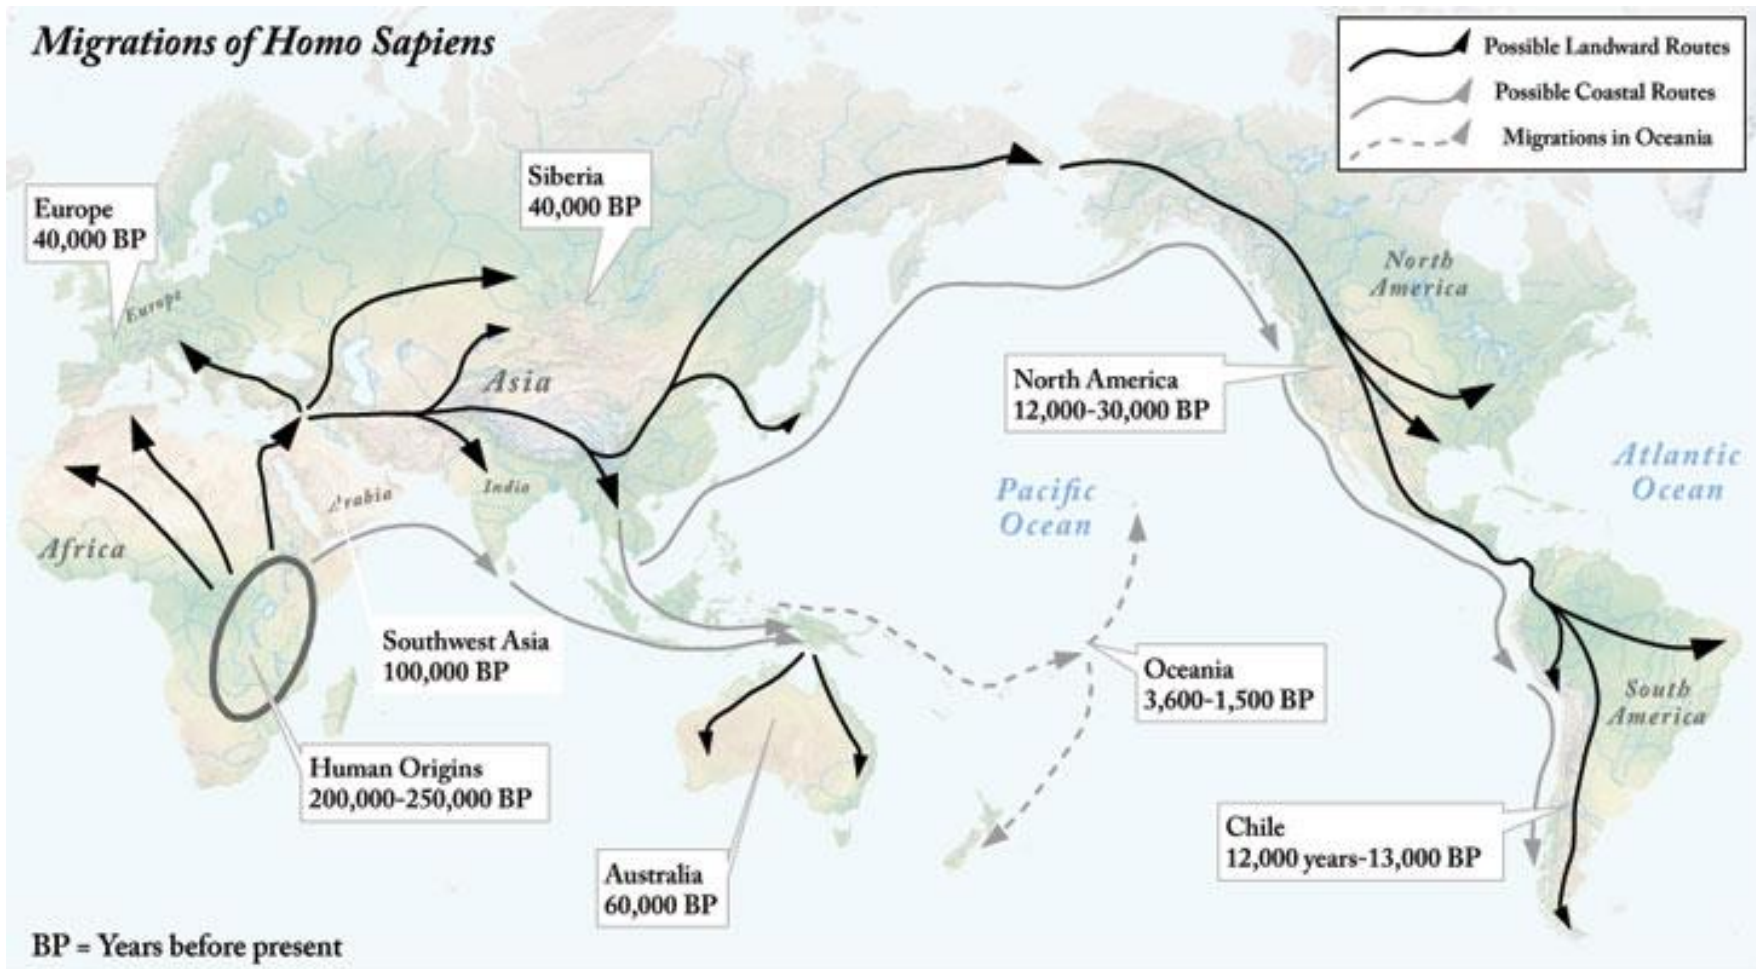 Migrations of Homo Sapiens
Possible Landward Routes
Possible Coastal Routes
Migrations in Oceania
Siberia
40,000 BP
Europe
40,000 BP
Europe
North
America
Asia
North America
12,000-30,000 BP
Atlantic
Ocean
India
Arabia
Pacific
Ocean
Africa
Southwest Asia
100,000 BP
Oceania
3,600-1,500 BP
South
America
Human Origins
200,000-250,000 BP
Chile
12,000 years-13,000 BP
Australia
60,000 BP
BP = Years before present